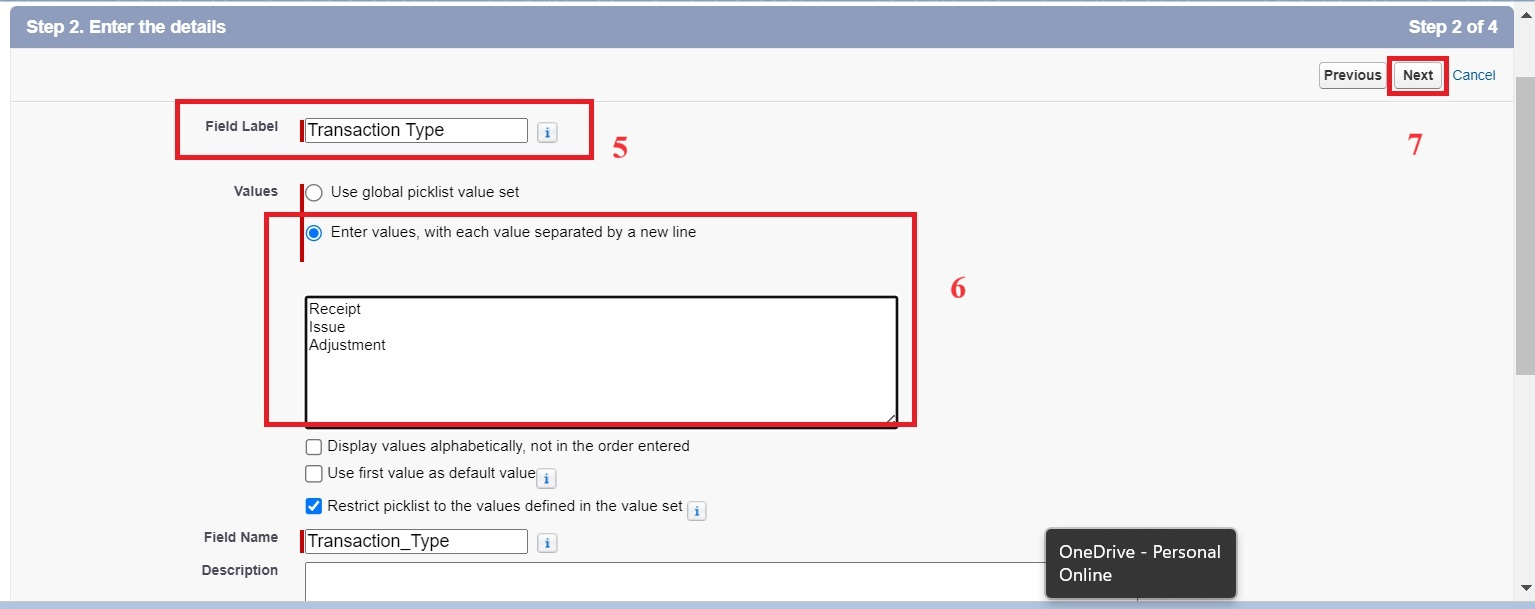 Step 2. Enter the details
Step 2 of 4
Previous
Next
Cancel
Field Label
Transaction Type
i
5
7
Values
Use global picklist value set
Enter values, with each value separated by a new line
6
Receipt
Issue
Adjustment
Display values alphabetically, not in the order entered
Use first value as default value
i
Restrict picklist to the values defined in the value set
i
Field Name
Transaction_Type
i
Description
OneDrive - Personal
Online